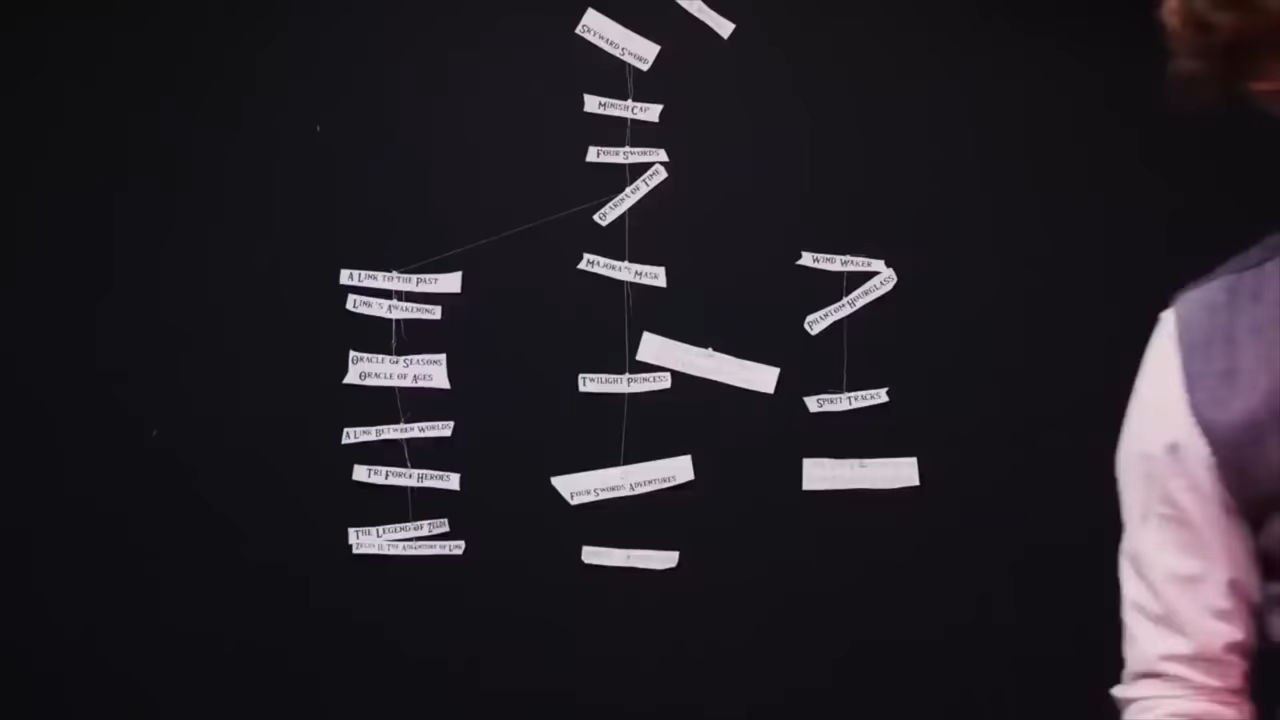 Skyward Sword
Minish Cap
Four Swords
Ocarina of Time
A Link to the Past
Link's Awakening
Oracle of Seasons
Oracle of Ages
A Link Between Worlds
Tri Force Heroes
The Legend of Zelda
Zelda II: The Adventure of Link
Majora's Mask
Twilight Princess
Four Swords Adventures
Wind Waker
Phantom Hourglass
Spirit Tracks